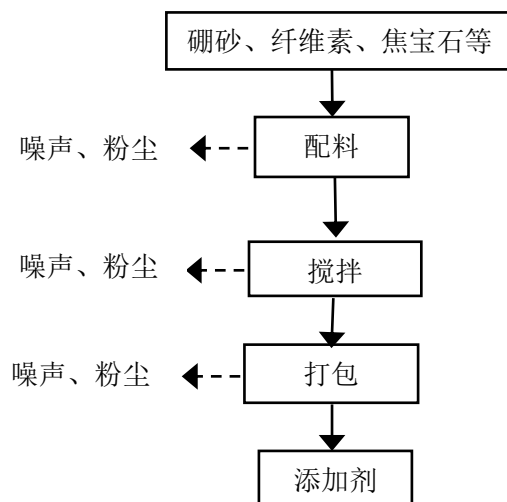 硼砂、纤维素、焦宝石等
噪声、粉尘
配料
噪声、粉尘
搅拌
噪声、粉尘
打包
添加剂